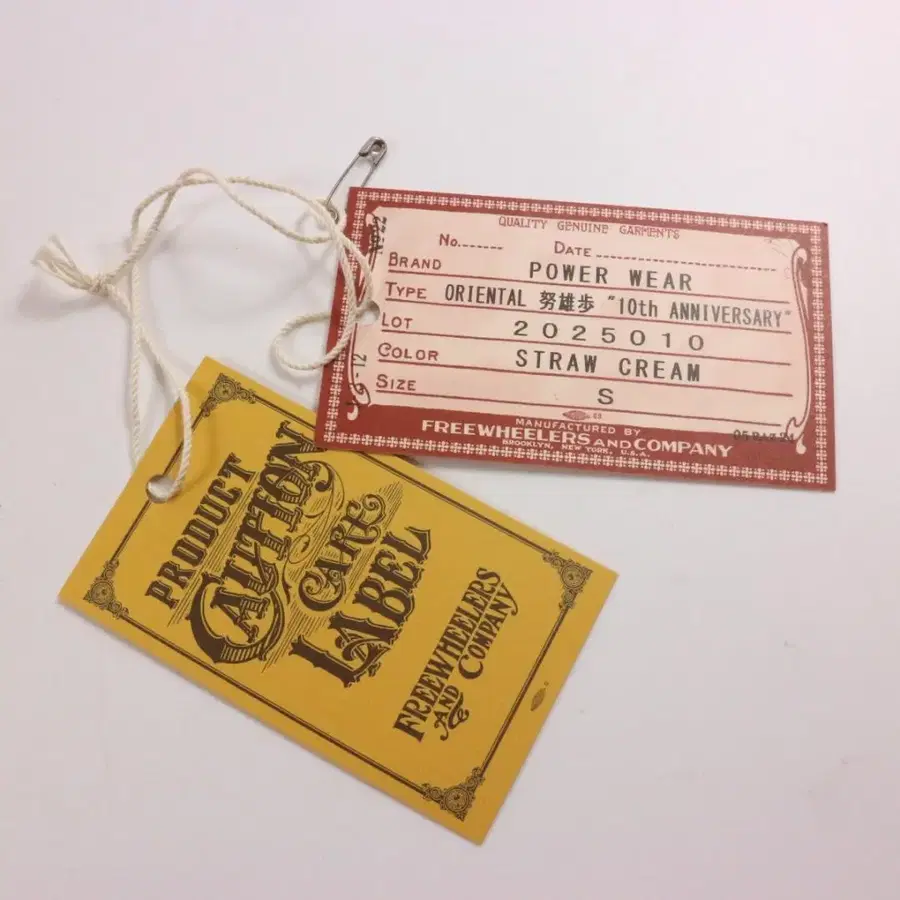 QUALITY GENUINE GARMENTS
No....... DATE
BRAND POWER WEAR
TYPE ORIENTAL 努雄歩 "10th ANNIVERSARY"
LOT 2025010
COLOR STRAW CREAM
SIZE S
MANUFACTURED BY
FREEWHEELERS AND COMPANY
BROOKLYN, NEW YORK, U.S.A.
PRODUCT
CAUTION
CARE
LABEL
FREEWHEELERS
AND COMPANY